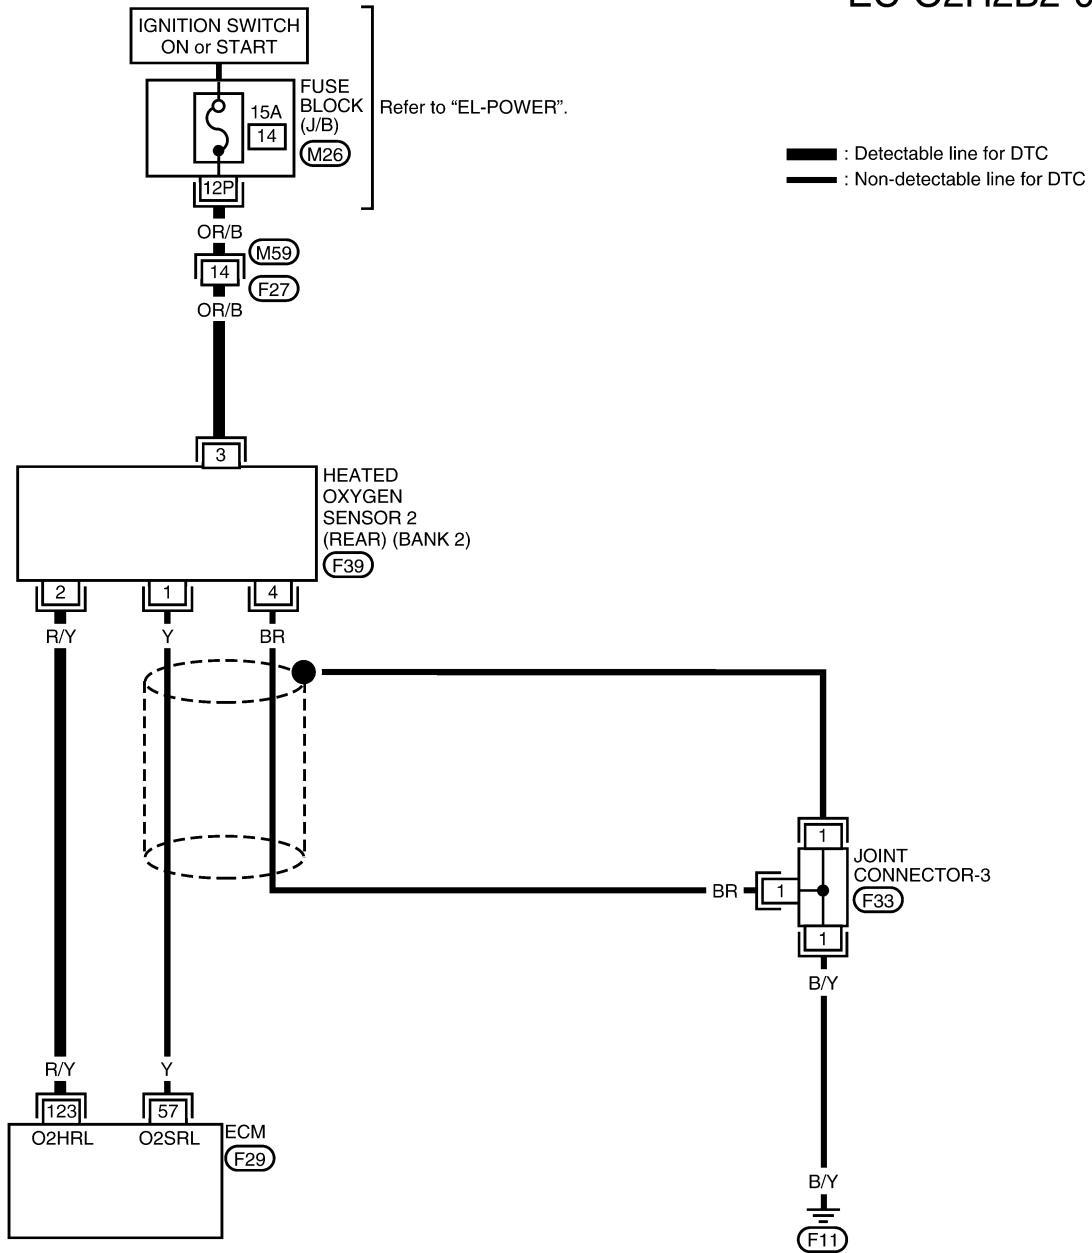 IGNITION SWITCH
ON or START
FUSE
BLOCK
(J/B)
M26
15A
14
12P
Refer to “EL-POWER”.
: Detectable line for DTC
: Non-detectable line for DTC
OR/B
M59
14
F27
OR/B
3
HEATED
OXYGEN
SENSOR 2
(REAR) (BANK 2)
F39
2
1
4
R/Y
Y
BR
1
JOINT
CONNECTOR-3
F33
BR
1
1
B/Y
R/Y
Y
123
57
O2HRL
O2SRL
ECM
F29
B/Y
F11